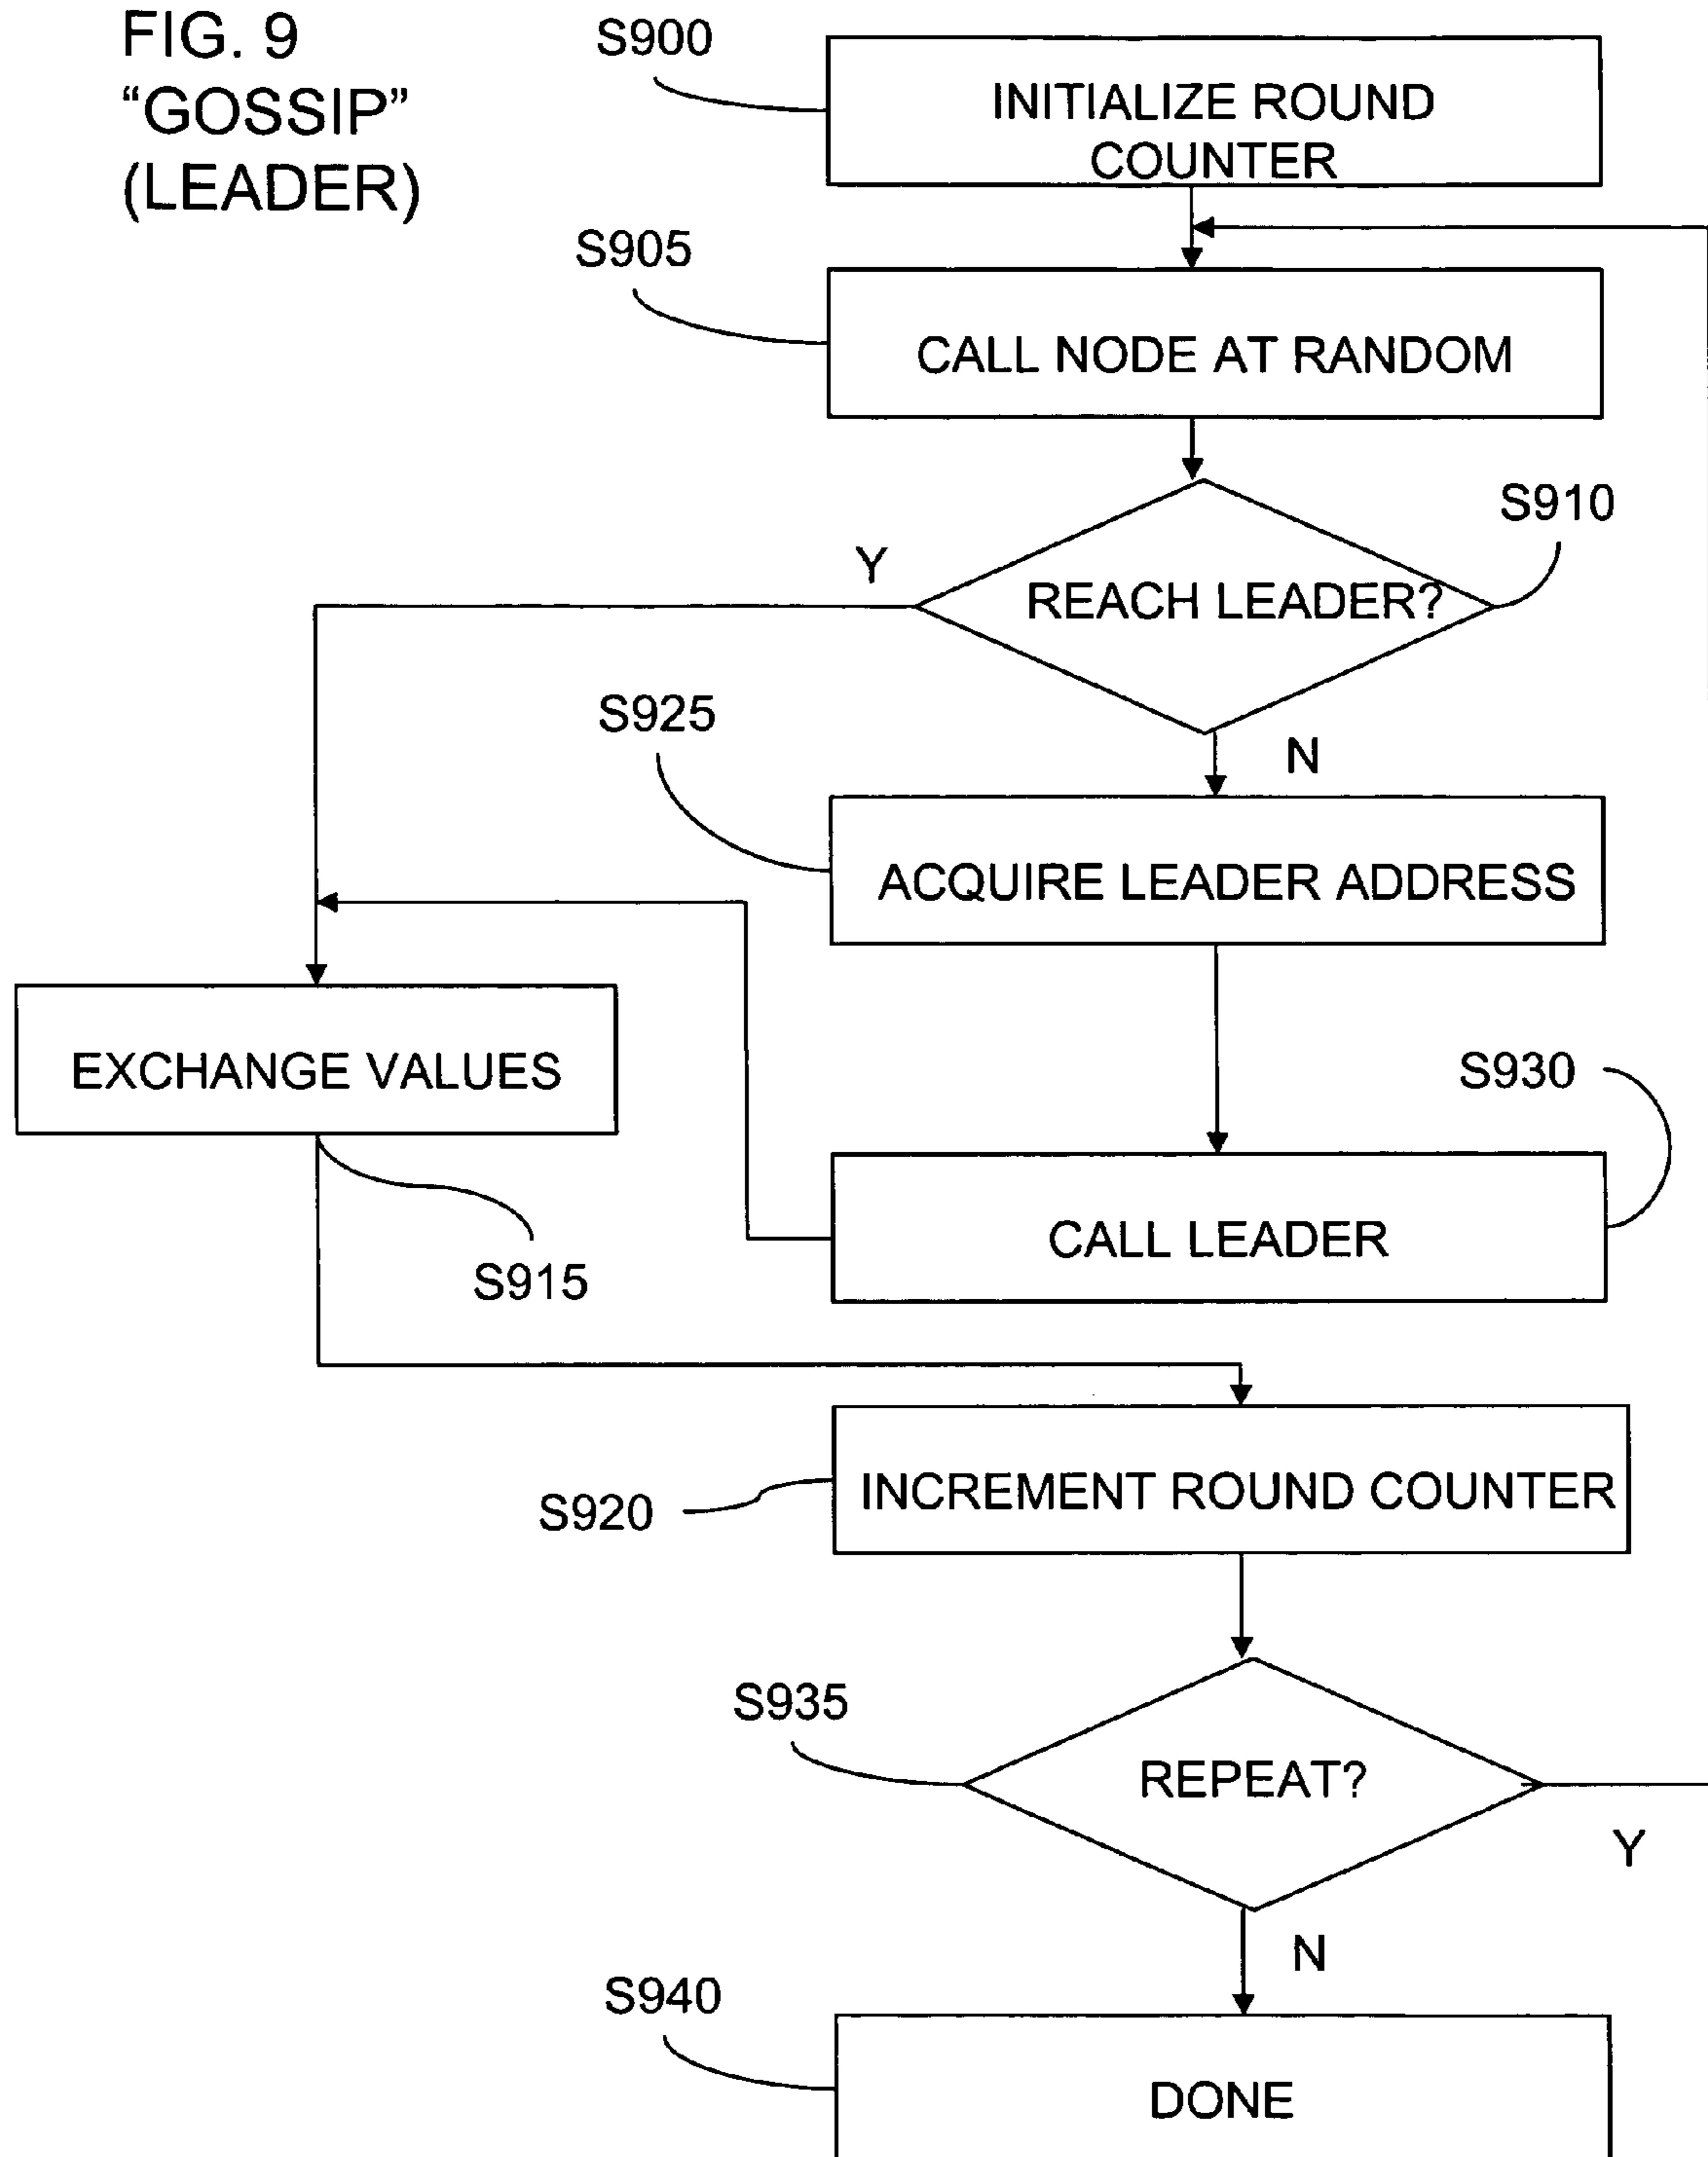 FIG. 9
“GOSSIP”
(LEADER)
S900
INITIALIZE ROUND
COUNTER
S905
CALL NODE AT RANDOM
S910
REACH LEADER?
Y
N
S925
ACQUIRE LEADER ADDRESS
EXCHANGE VALUES
S915
S930
CALL LEADER
S920
INCREMENT ROUND COUNTER
S935
REPEAT?
Y
N
S940
DONE